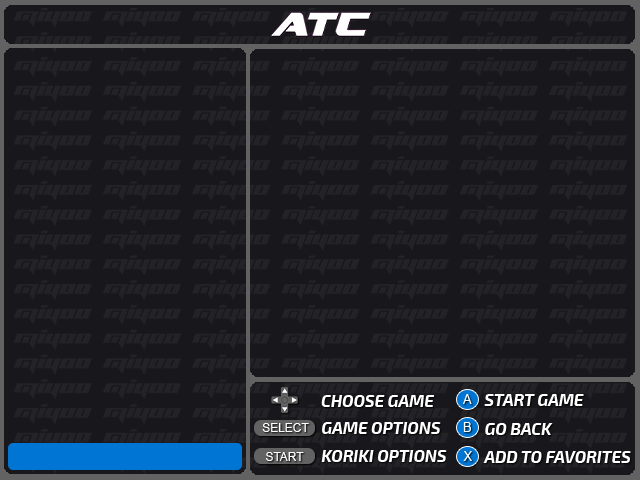 ATC
CHOOSE GAME
A START GAME
SELECT GAME OPTIONS
B GO BACK
START KORIKI OPTIONS
X ADD TO FAVORITES